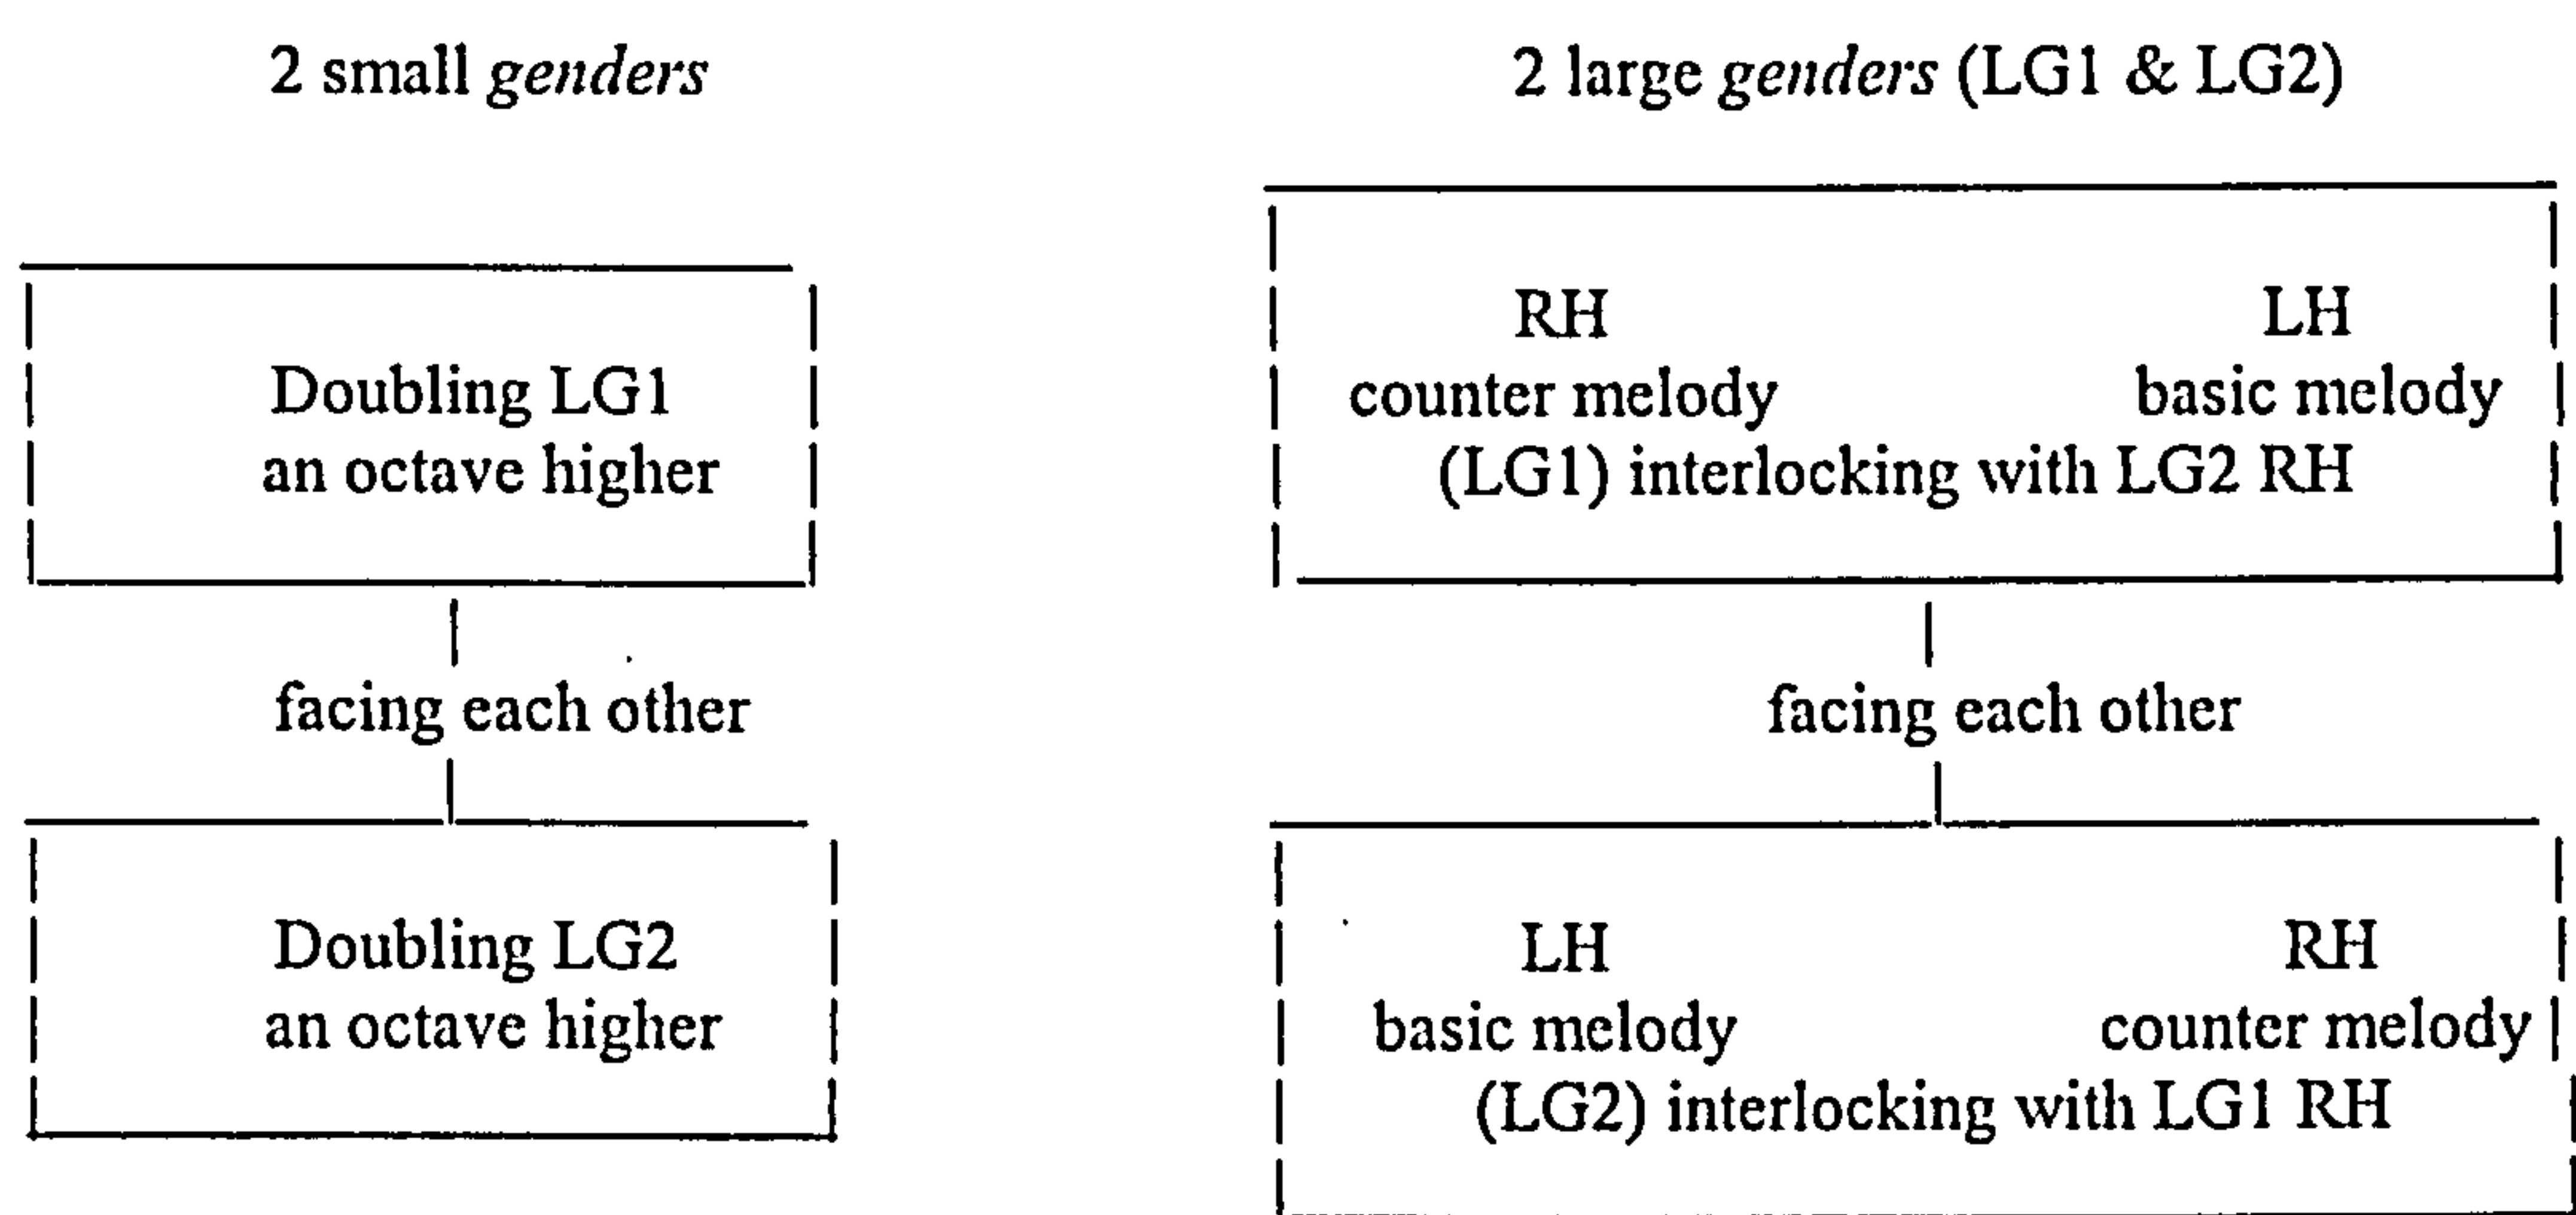 2 small genders
Doubling LG1
an octave higher
facing each other
Doubling LG2
an octave higher
2 large genders (LG1 & LG2)
RH LH
counter melody basic melody
(LG1) interlocking with LG2 RH
facing each other
LH RH
basic melody counter melody
(LG2) interlocking with LG1 RH